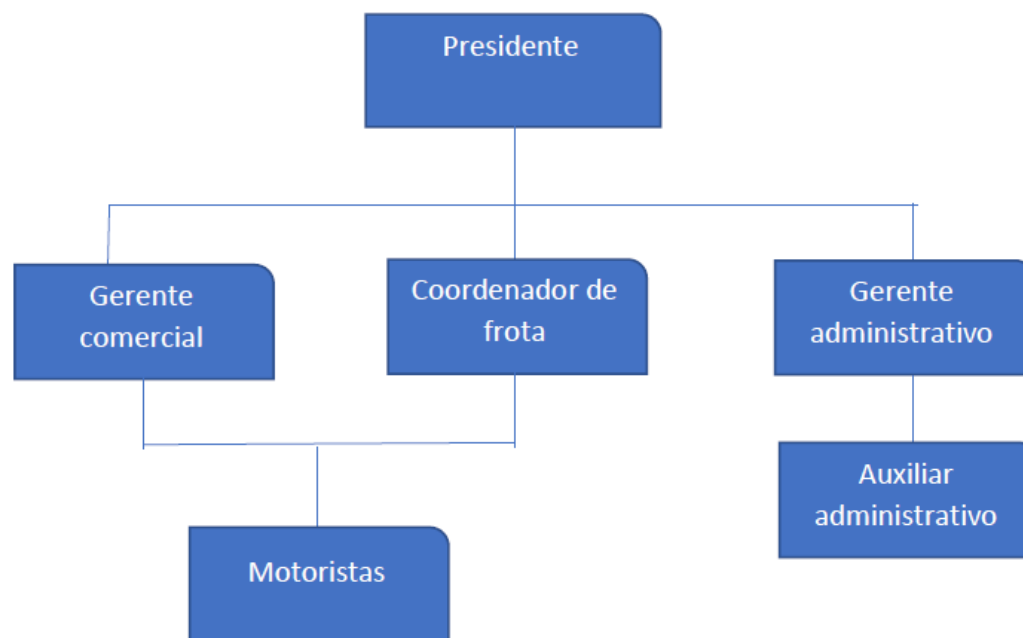 Presidente
Gerente
comercial
Coordenador de
frota
Gerente
administrativo
Auxiliar
administrativo
Motoristas